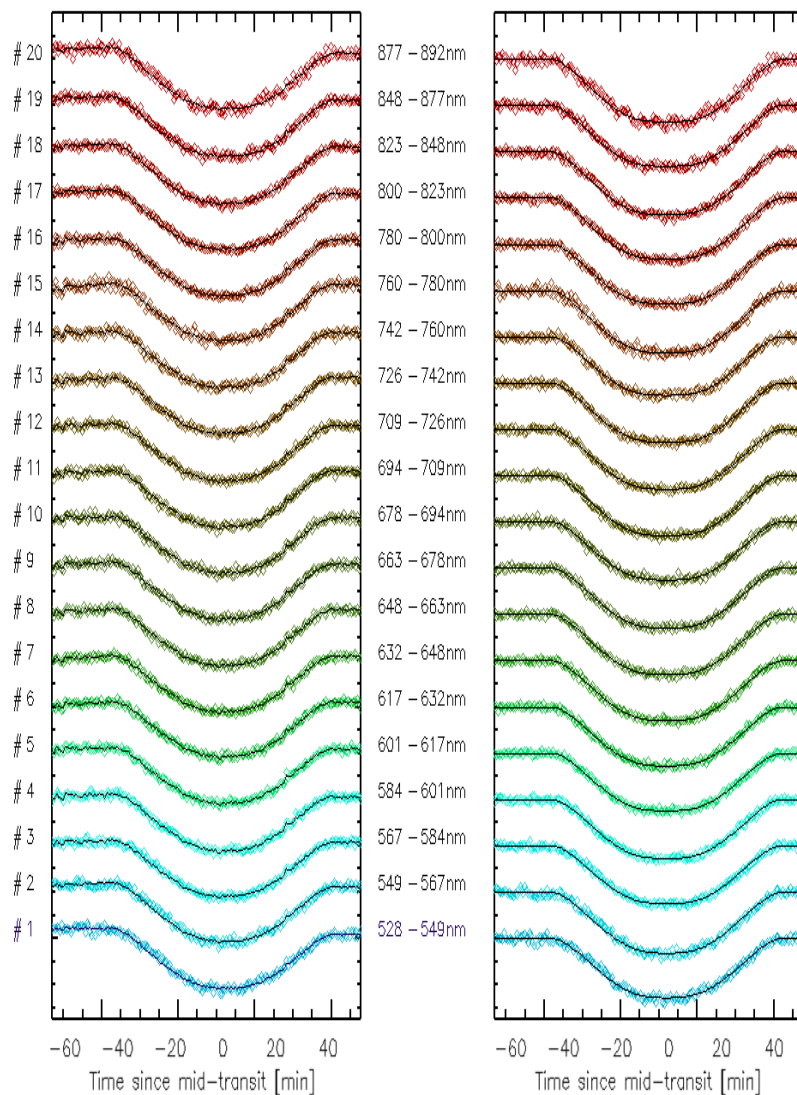 # 20 877 – 892nm
# 19 848 – 877nm
# 18 823 – 848nm
# 17 800 – 823nm
# 16 780 – 800nm
# 15 760 – 780nm
# 14 742 – 760nm
# 13 726 – 742nm
# 12 709 – 726nm
# 11 694 – 709nm
# 10 678 – 694nm
# 9 663 – 678nm
# 8 648 – 663nm
# 7 632 – 648nm
# 6 617 – 632nm
# 5 601 – 617nm
# 4 584 – 601nm
# 3 567 – 584nm
# 2 549 – 567nm
# 1 528 – 549nm
-60 -40 -20 0 20 40 -60 -40 -20 0 20 40
Time since mid-transit [min] Time since mid-transit [min]